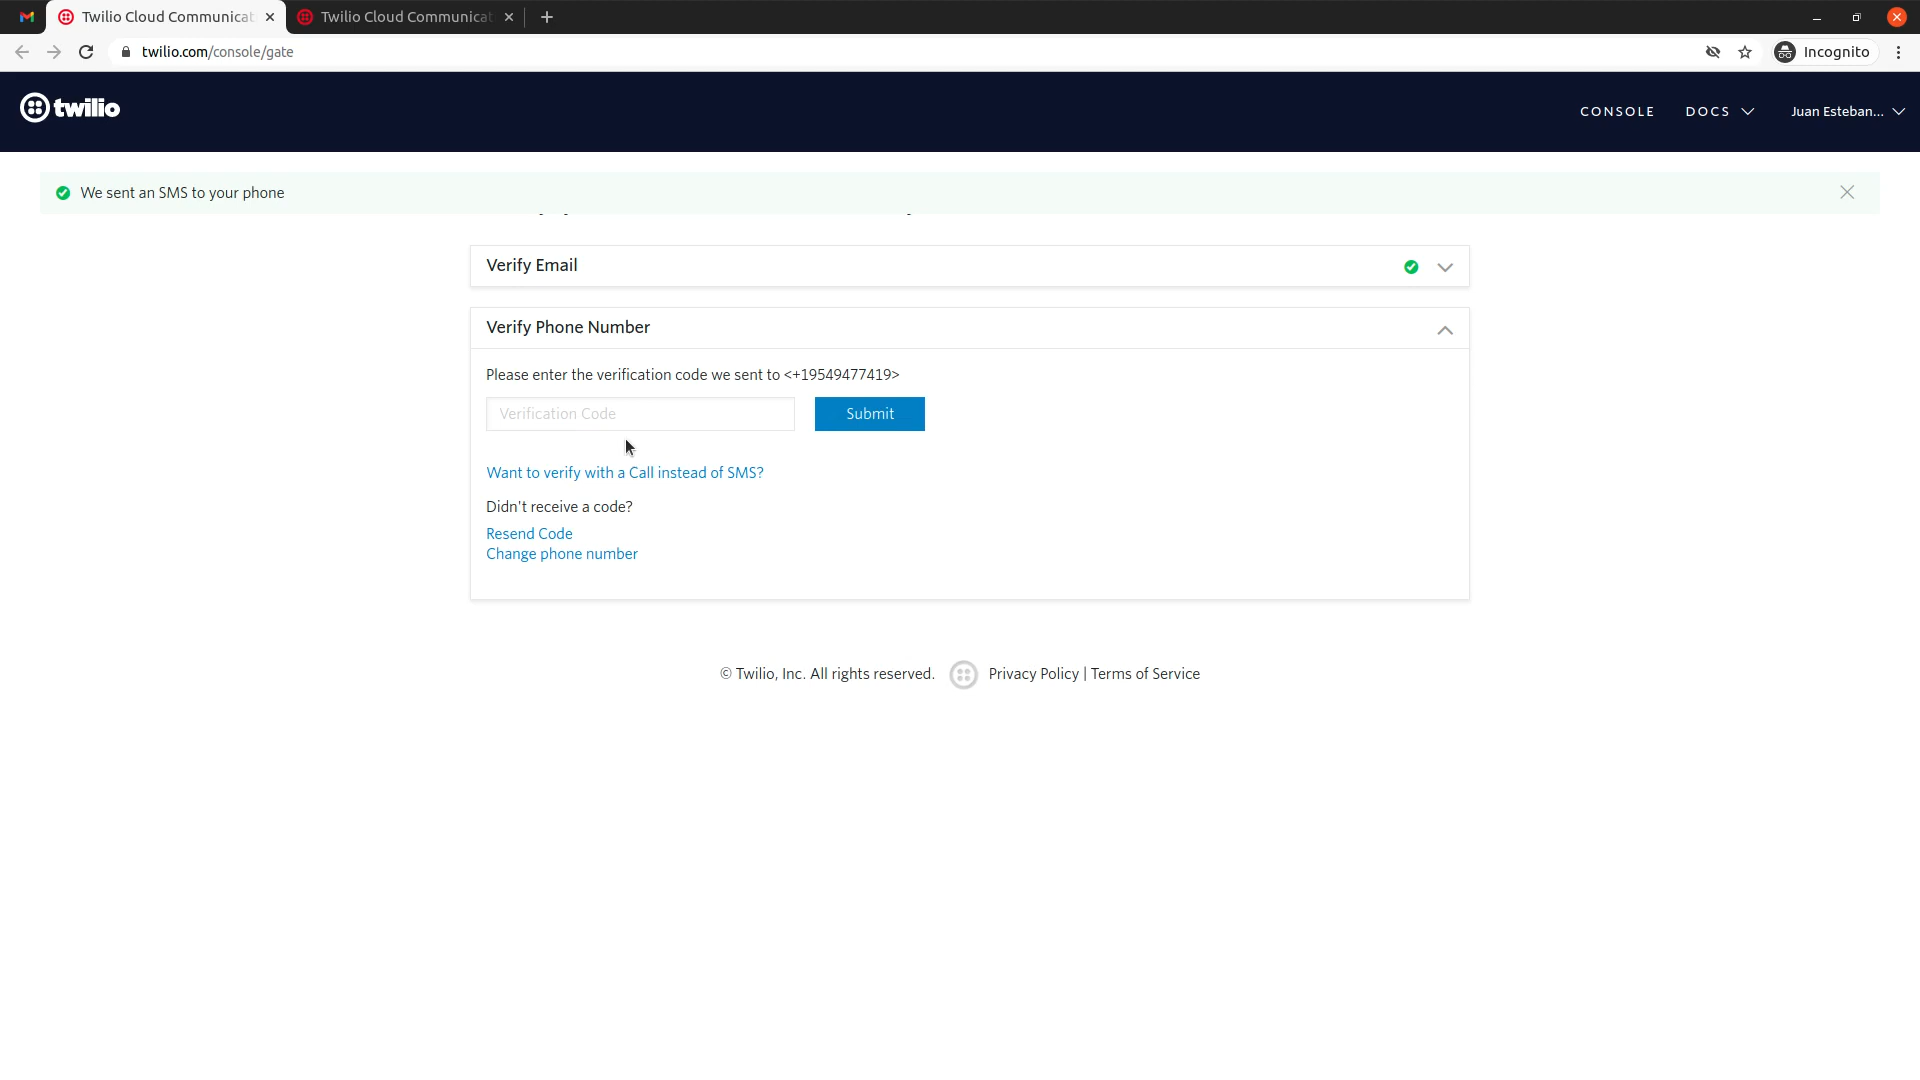 Twilio Cloud Communicat
Twilio Cloud Communicat
twilio.com/console/gate
Incognito
twilio
CONSOLE
DOCS
Juan Esteban...
We sent an SMS to your phone
Verify Email
Verify Phone Number
Please enter the verification code we sent to <+19549477419>
Verification Code
Submit
Want to verify with a Call instead of SMS?
Didn't receive a code?
Resend Code
Change phone number
© Twilio, Inc. All rights reserved.
Privacy Policy | Terms of Service